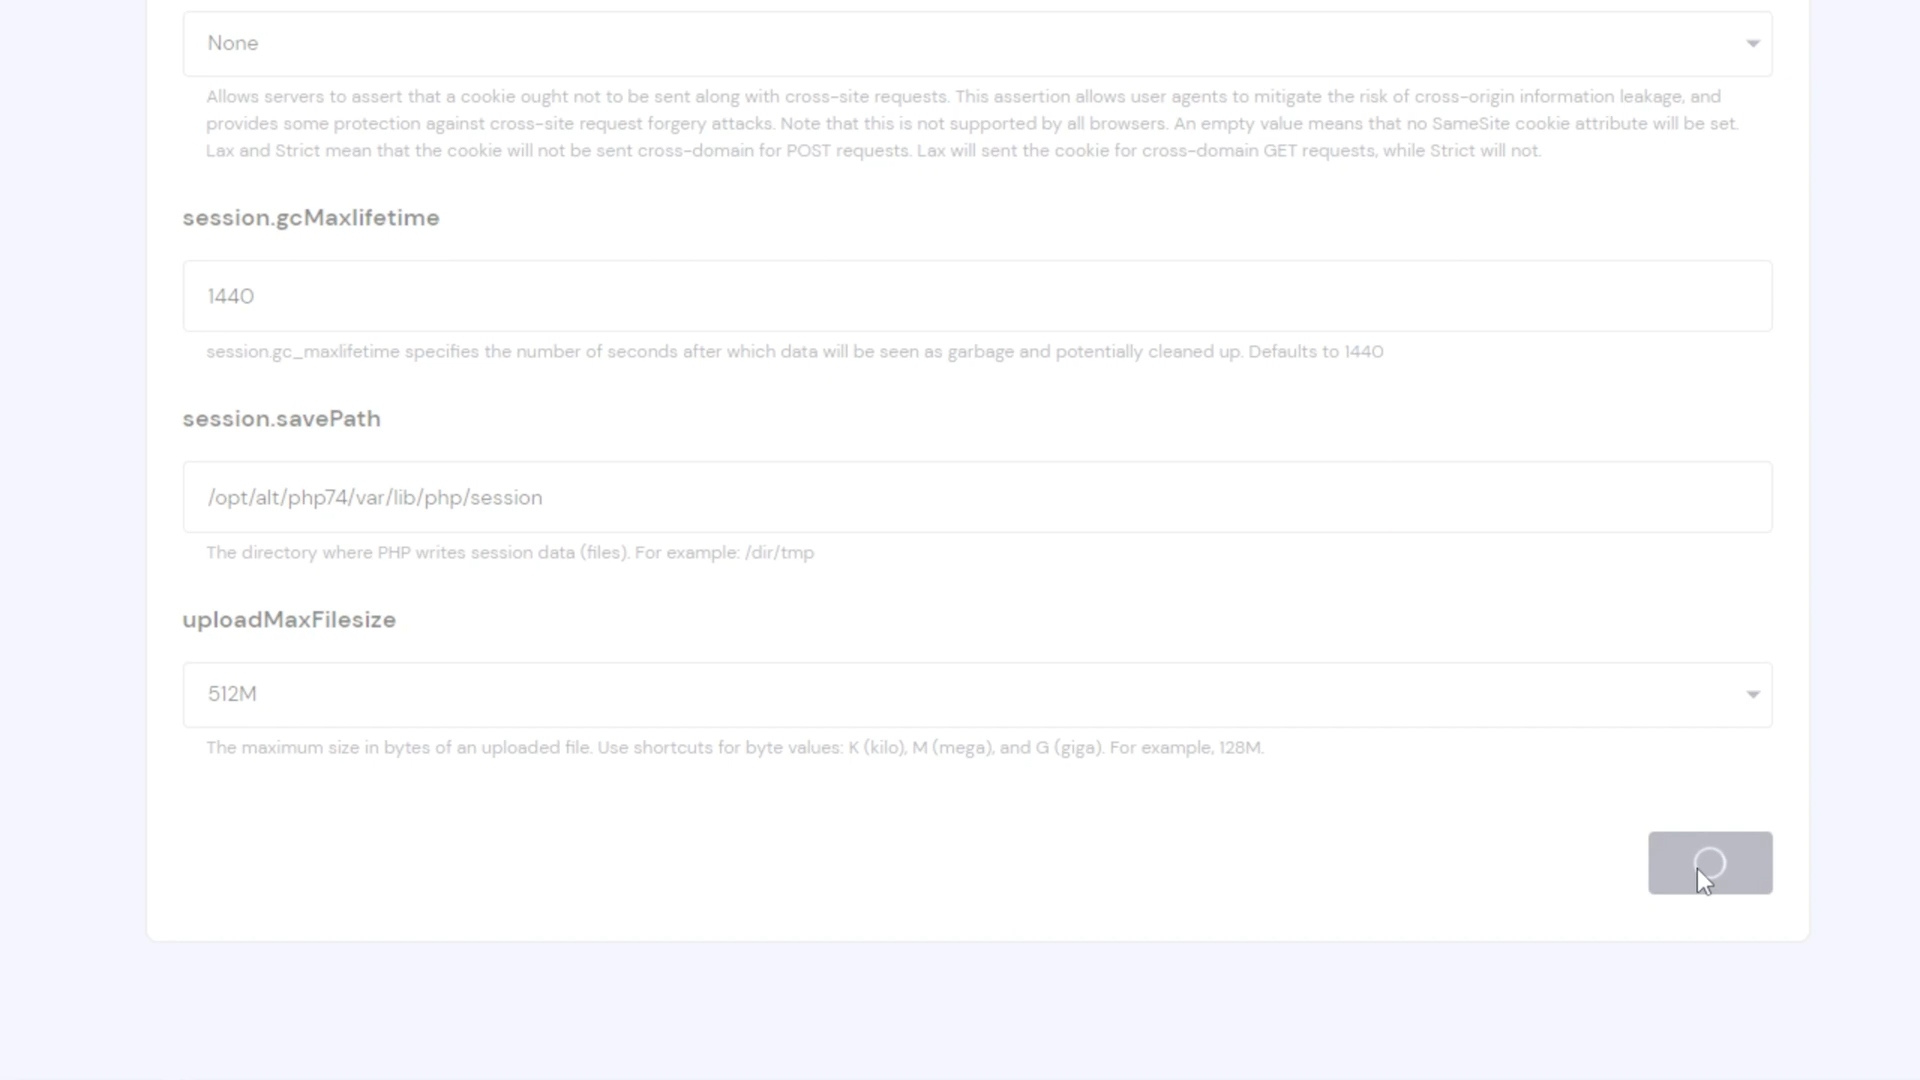 None
Allows servers to assert that a cookie ought not to be sent along with cross-site requests. This assertion allows user agents to mitigate the risk of cross-origin information leakage, and
provides some protection against cross-site request forgery attacks. Note that this is not supported by all browsers. An empty value means that no SameSite cookie attribute will be set.
Lax and Strict mean that the cookie will not be sent cross-domain for POST requests. Lax will sent the cookie for cross-domain GET requests, while Strict will not.
session.gcMaxlifetime
1440
session.gc_maxlifetime specifies the number of seconds after which data will be seen as garbage and potentially cleaned up. Defaults to 1440
session.savePath
/opt/alt/php74/var/lib/php/session
The directory where PHP writes session data (files). For example: /dir/tmp
uploadMaxFilesize
512M
The maximum size in bytes of an uploaded file. Use shortcuts for byte values: K (kilo), M (mega), and G (giga). For example, 128M.